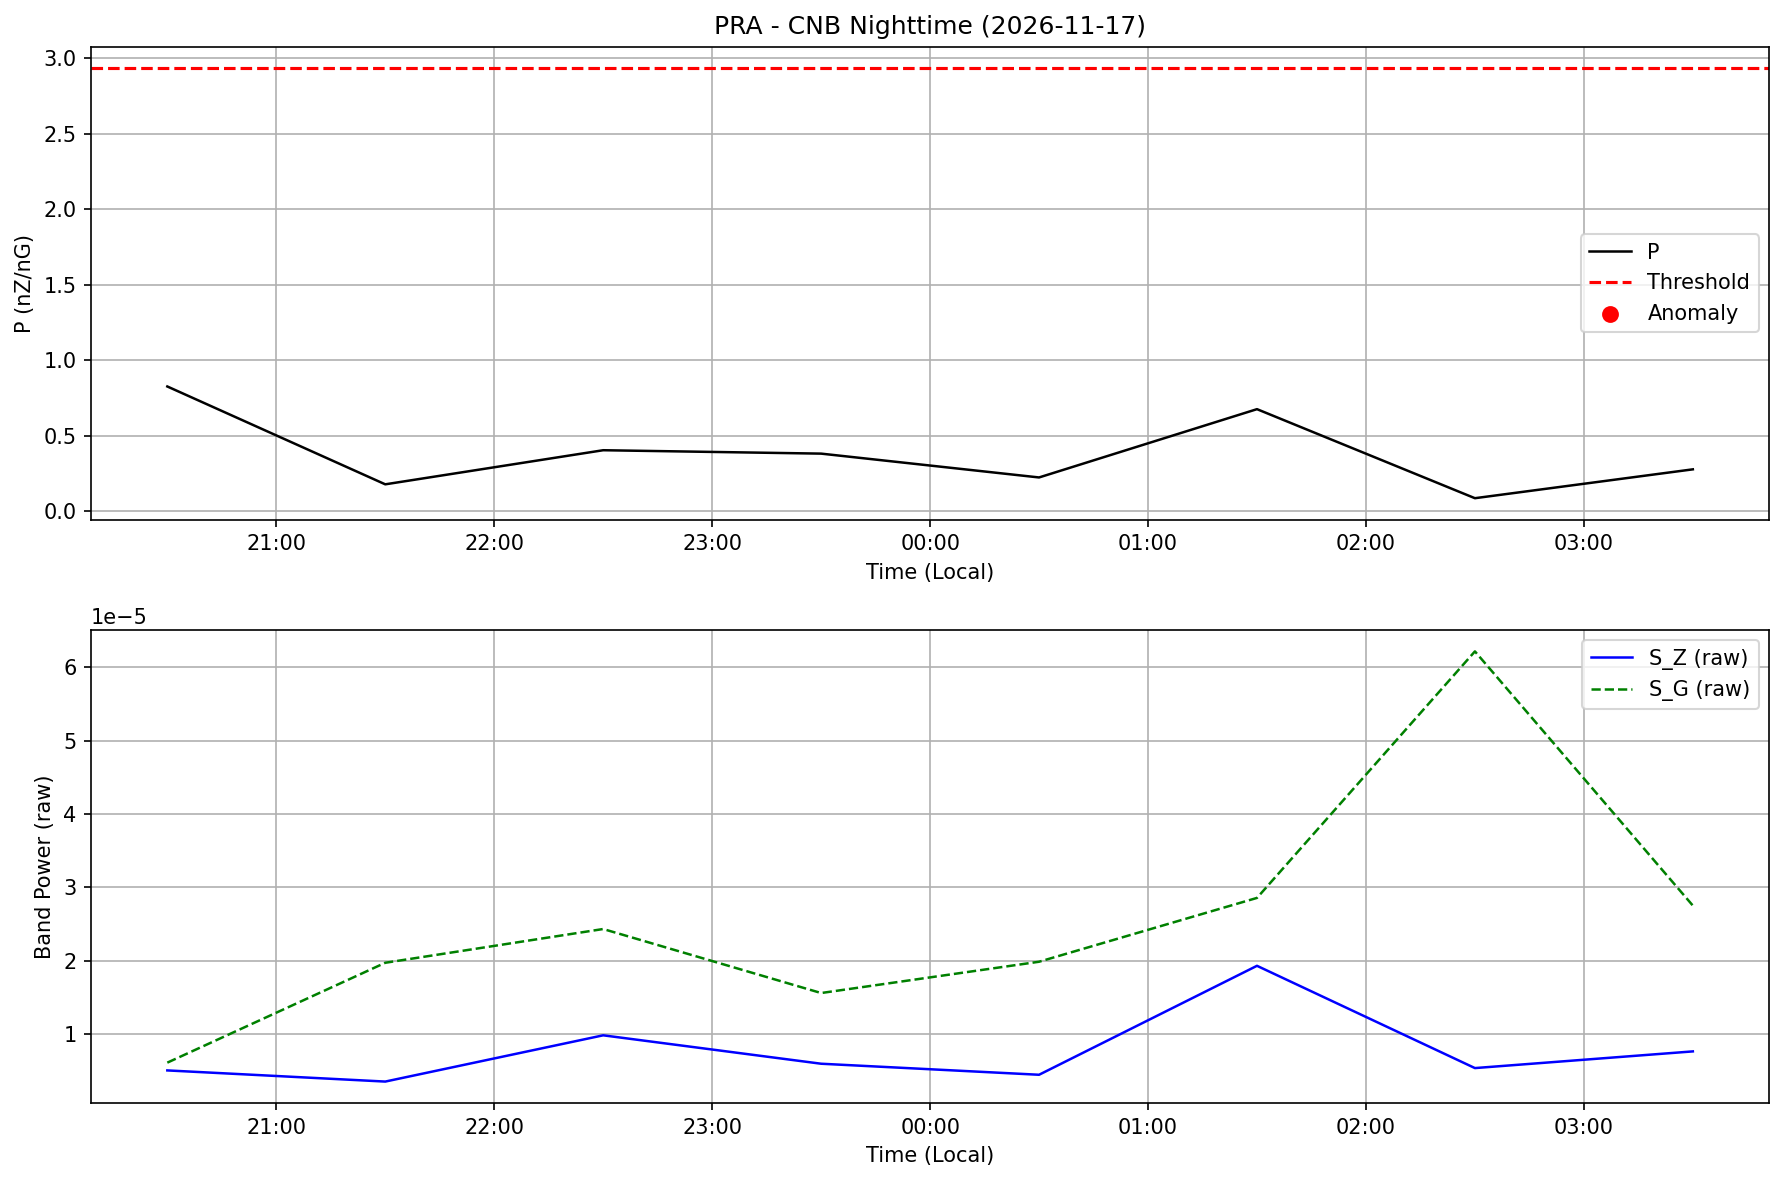 PRA - CNB Nighttime (2026-11-17)
P (nZ/nG)
3.0
2.5
2.0
1.5
1.0
0.5
0.0
P
Threshold
Anomaly
21:00 22:00 23:00 00:00 01:00 02:00 03:00
Time (Local)
1e−5
Band Power (raw)
6
5
4
3
2
1
S_Z (raw)
S_G (raw)
21:00 22:00 23:00 00:00 01:00 02:00 03:00
Time (Local)